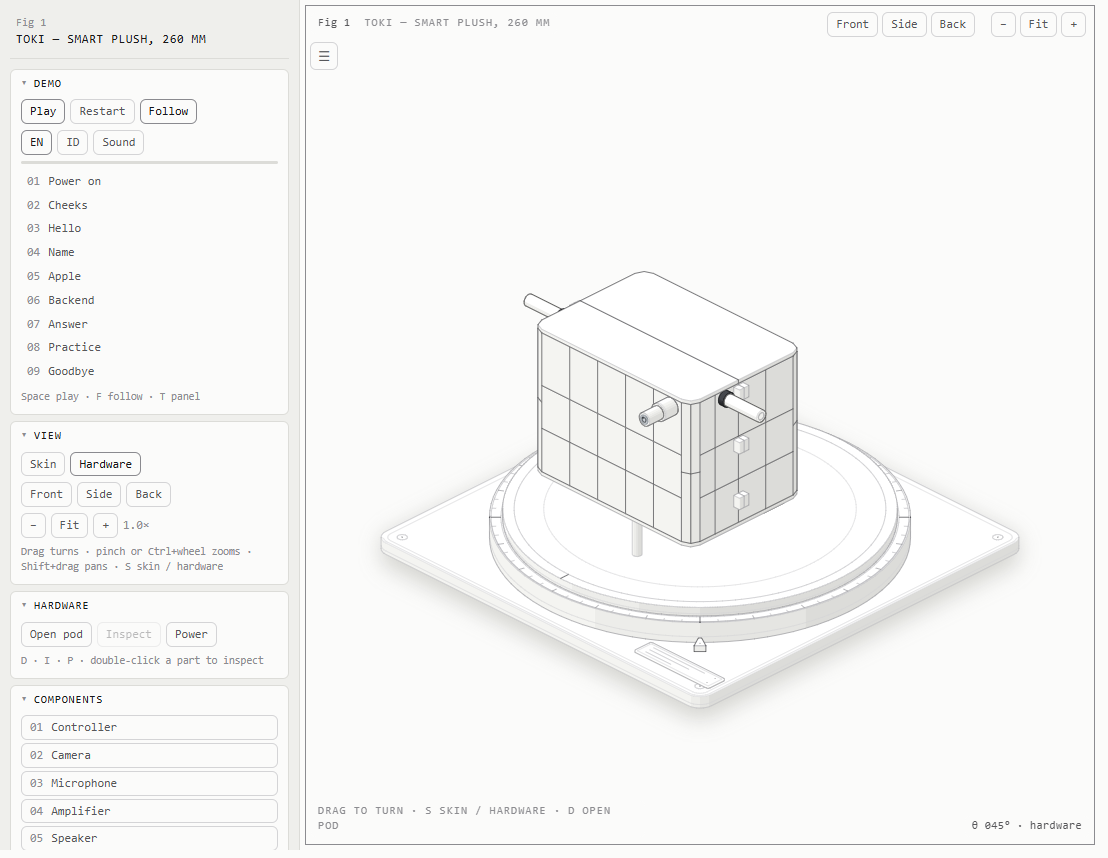 Fig 1
TOKI — SMART PLUSH, 260 MM
DEMO
Play Restart Follow
EN ID Sound
01 Power on
02 Cheeks
03 Hello
04 Name
05 Apple
06 Backend
07 Answer
08 Practice
09 Goodbye
Space play · F follow · T panel
VIEW
Skin Hardware
Front Side Back
− Fit + 1.0×
Drag turns · pinch or Ctrl+wheel zooms ·
Shift+drag pans · S skin / hardware
HARDWARE
Open pod Inspect Power
D · I · P · double-click a part to inspect
COMPONENTS
01 Controller
02 Camera
03 Microphone
04 Amplifier
05 Speaker
Fig 1 TOKI — SMART PLUSH, 260 MM
Front Side Back − Fit +
DRAG TO TURN · S SKIN / HARDWARE · D OPEN
POD
θ 045° · hardware